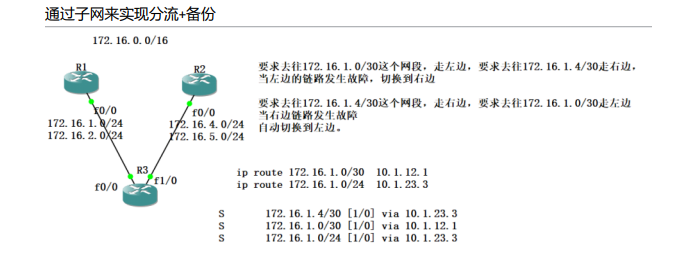 通过子网来实现分流+备份
172.16.0.0/16
R1
R2
f0/0
172.16.1.0/24
172.16.2.0/24
f0/0
172.16.4.0/24
172.16.5.0/24
R3
f0/0
f1/0
要求去往172.16.1.0/30这个网段，走左边，要求去往172.16.1.4/30走右边，
当左边的链路发生故障，切换到右边
要求去往172.16.1.4/30这个网段，走右边，要求去往172.16.1.0/30走左边
当右边链路发生故障
自动切换到左边。
ip route 172.16.1.0/30 10.1.12.1
ip route 172.16.1.0/24 10.1.23.3
S 172.16.1.4/30 [1/0] via 10.1.23.3
S 172.16.1.0/30 [1/0] via 10.1.12.1
S 172.16.1.0/24 [1/0] via 10.1.23.3